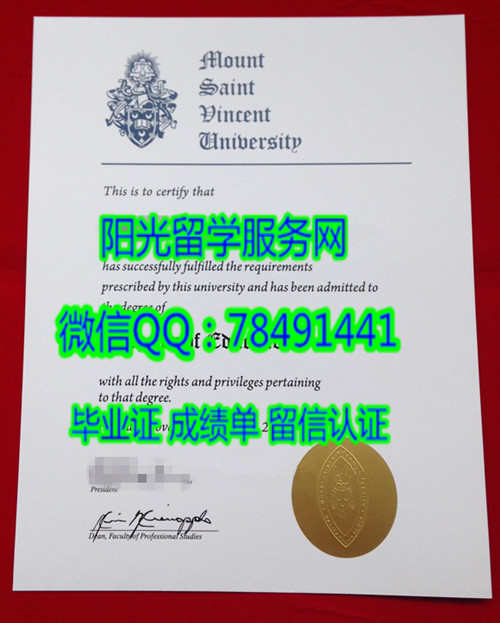 Mount
Saint
Vincent
University
This is to certify that
阳光留学服务网
has successfully fulfilled the requirements
prescribed by this university and has been admitted to
the degree of
微信QQ：78491441
of
with all the rights and privileges pertaining
to that degree.
毕业证 成绩单 留信认证
President
Dean, Faculty of Professional Studies